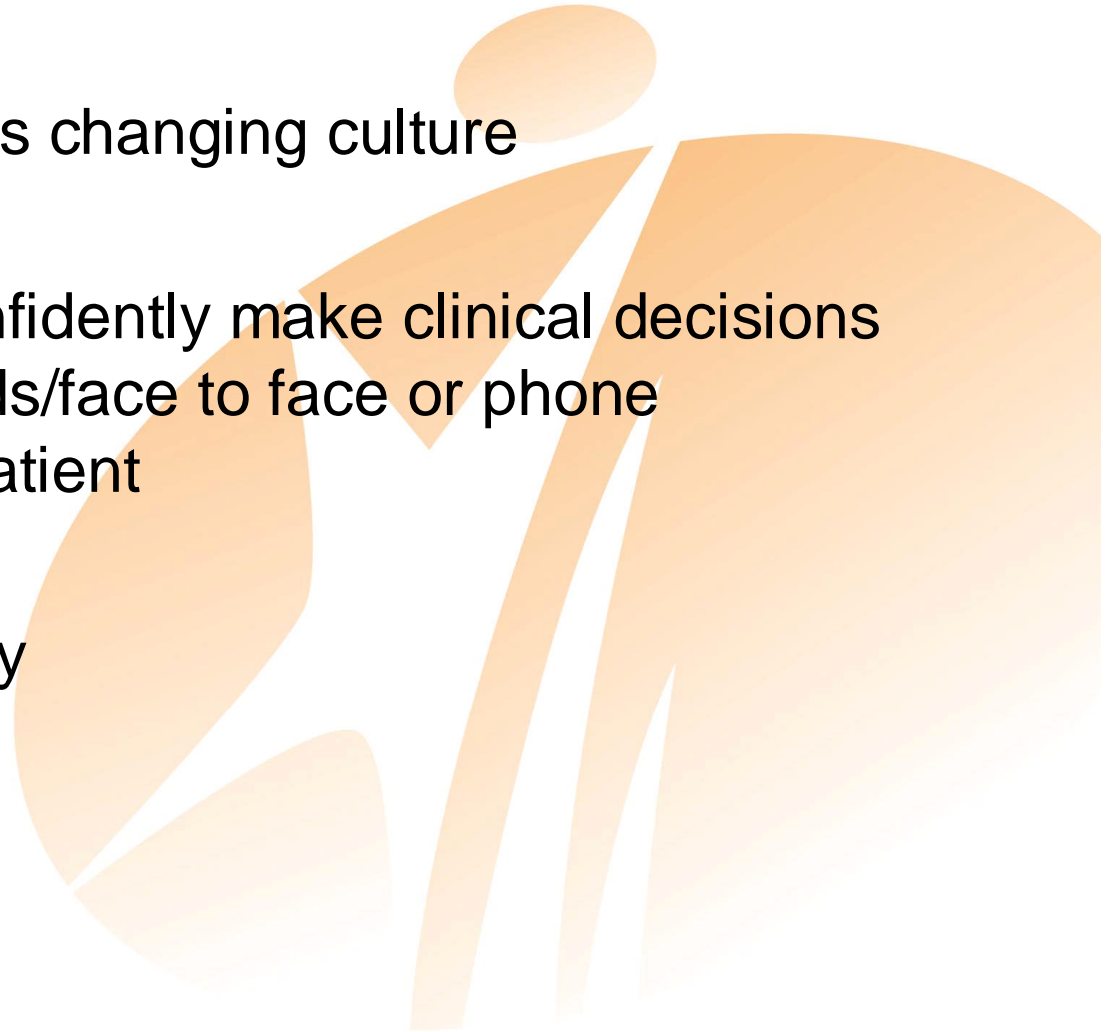 s changing culture
nfidently make clinical decisions
ls/face to face or phone
atient
y